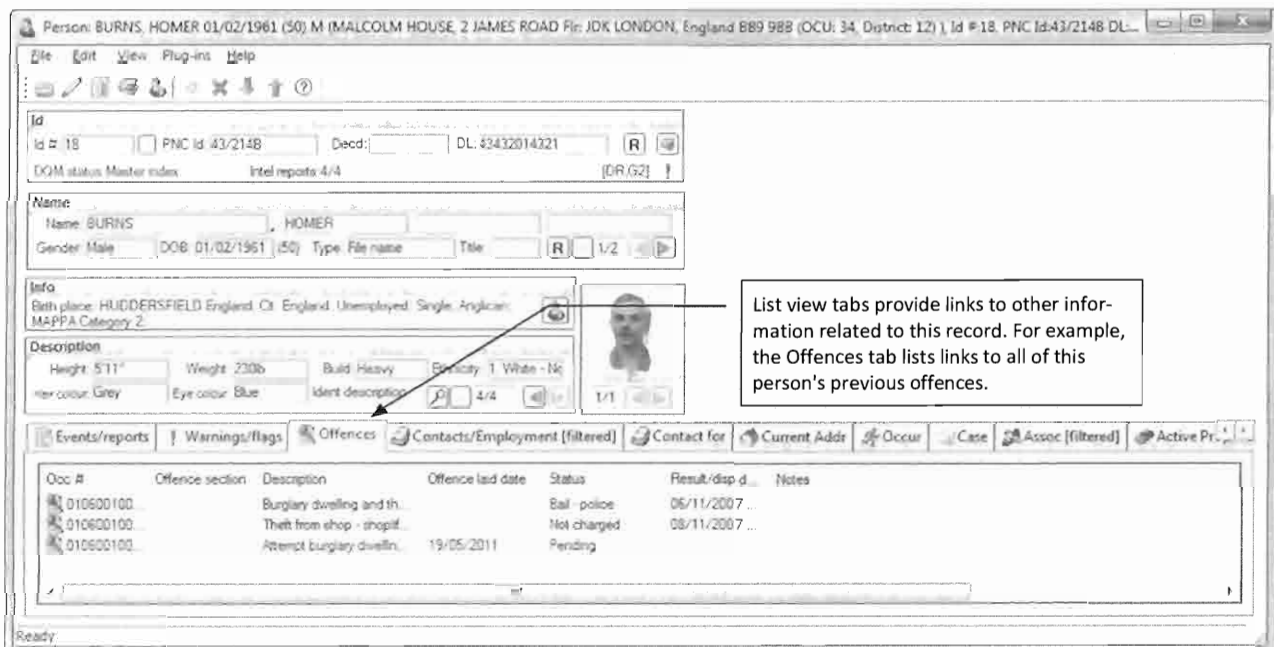 Person: BURNS, HOMER 01/02/1961 (50) M (MALCOLM HOUSE, 2 JAMES ROAD Flr: JDK LONDON, England B89 9BB (OCU: 34, District: 12) ), Id # 18, PNC Id:43/2148 DL-...
File Edit View Plug-ins Help
Id
Id #: 18 PNC Id: 43/2148 Decd: DL: 43432014321 R
DQM status: Master index Intel reports: 4/4 [DR,G2] !
Name
Name: BURNS , HOMER
Gender: Male DOB: 01/02/1961 (50) Type: File name Title: R 1/2
Info
Birth place: HUDDERSFIELD England. Ct. England. Unemployed. Single. Anglican.
MAPPA Category 2.
Description
Height: 5'11" Weight: Build: Heavy Ethnicity: 1. White - No
Hair colour: Grey Eye colour: Blue Ident description: 4/4 1/1
List view tabs provide links to other infor-
mation related to this record. For example,
the Offences tab lists links to all of this
person's previous offences.
Events/reports ! Warnings/flags Offences Contacts/Employment [filtered] Contact for Current Addr Occur Case Assoc [filtered] Active Pr...
Occ # Offence section Description Offence laid date Status Result/disp d... Notes
010600100... Burglary dwelling and th... Bail - police 06/11/2007 ...
010600100... Theft from shop - shoplif... Not charged 08/11/2007 ...
010600100... Attempt burglary dwellin... 19/05/2011 Pending
Ready